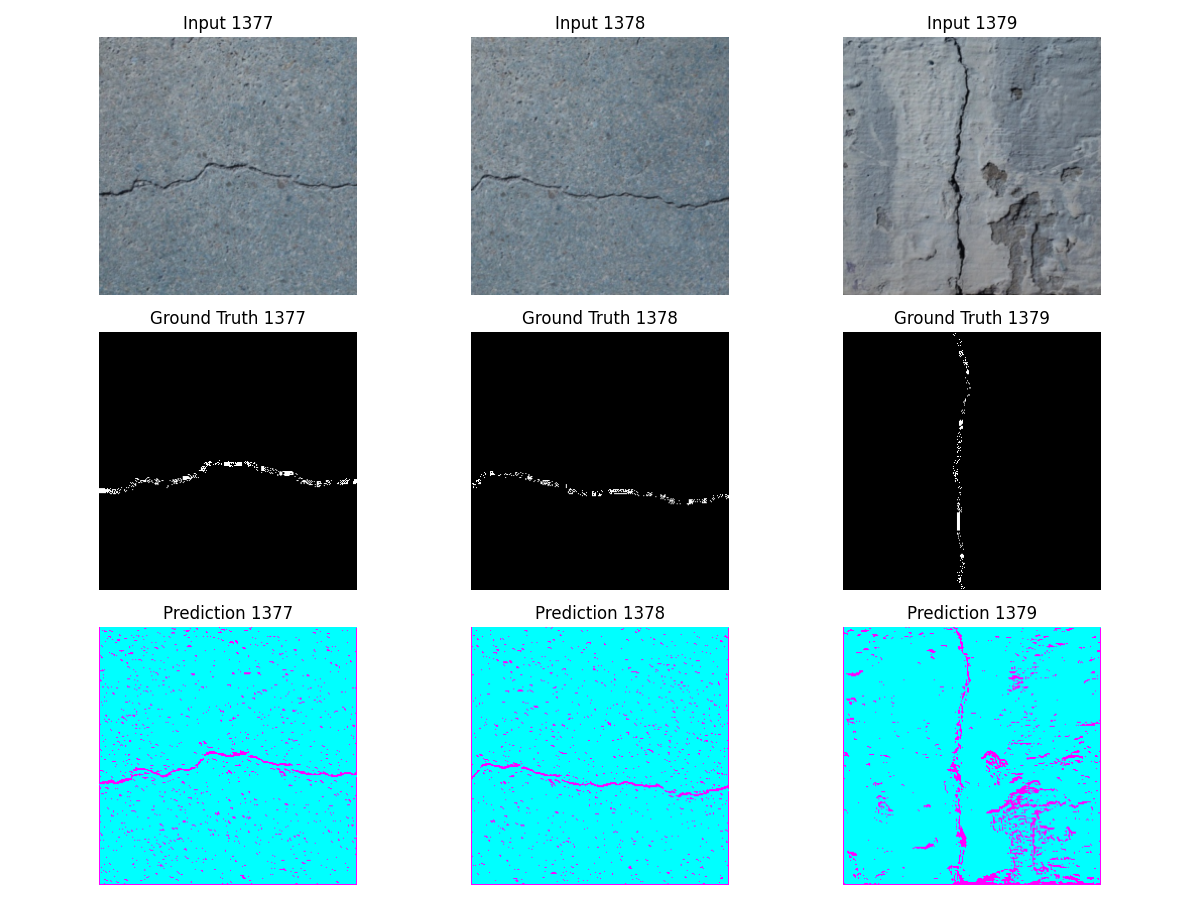 Input 1377
Input 1378
Input 1379
Ground Truth 1377
Ground Truth 1378
Ground Truth 1379
Prediction 1377
Prediction 1378
Prediction 1379